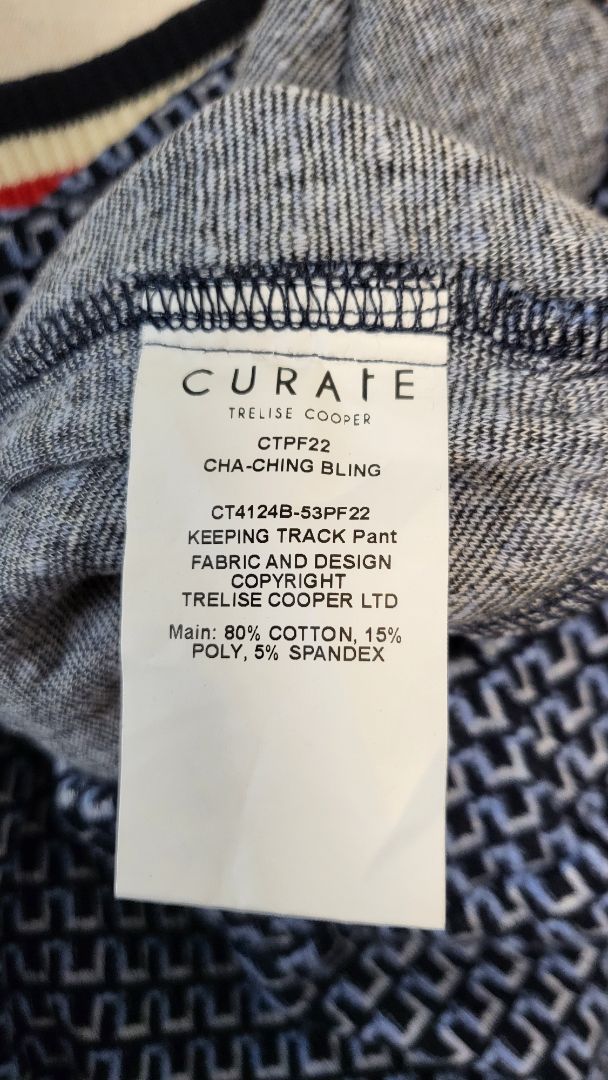 CURATE
TRELISE COOPER
CTPF22
CHA-CHING BLING
CT4124B-53PF22
KEEPING TRACK Pant
FABRIC AND DESIGN
COPYRIGHT
TRELISE COOPER LTD
Main: 80% COTTON, 15%
POLY, 5% SPANDEX